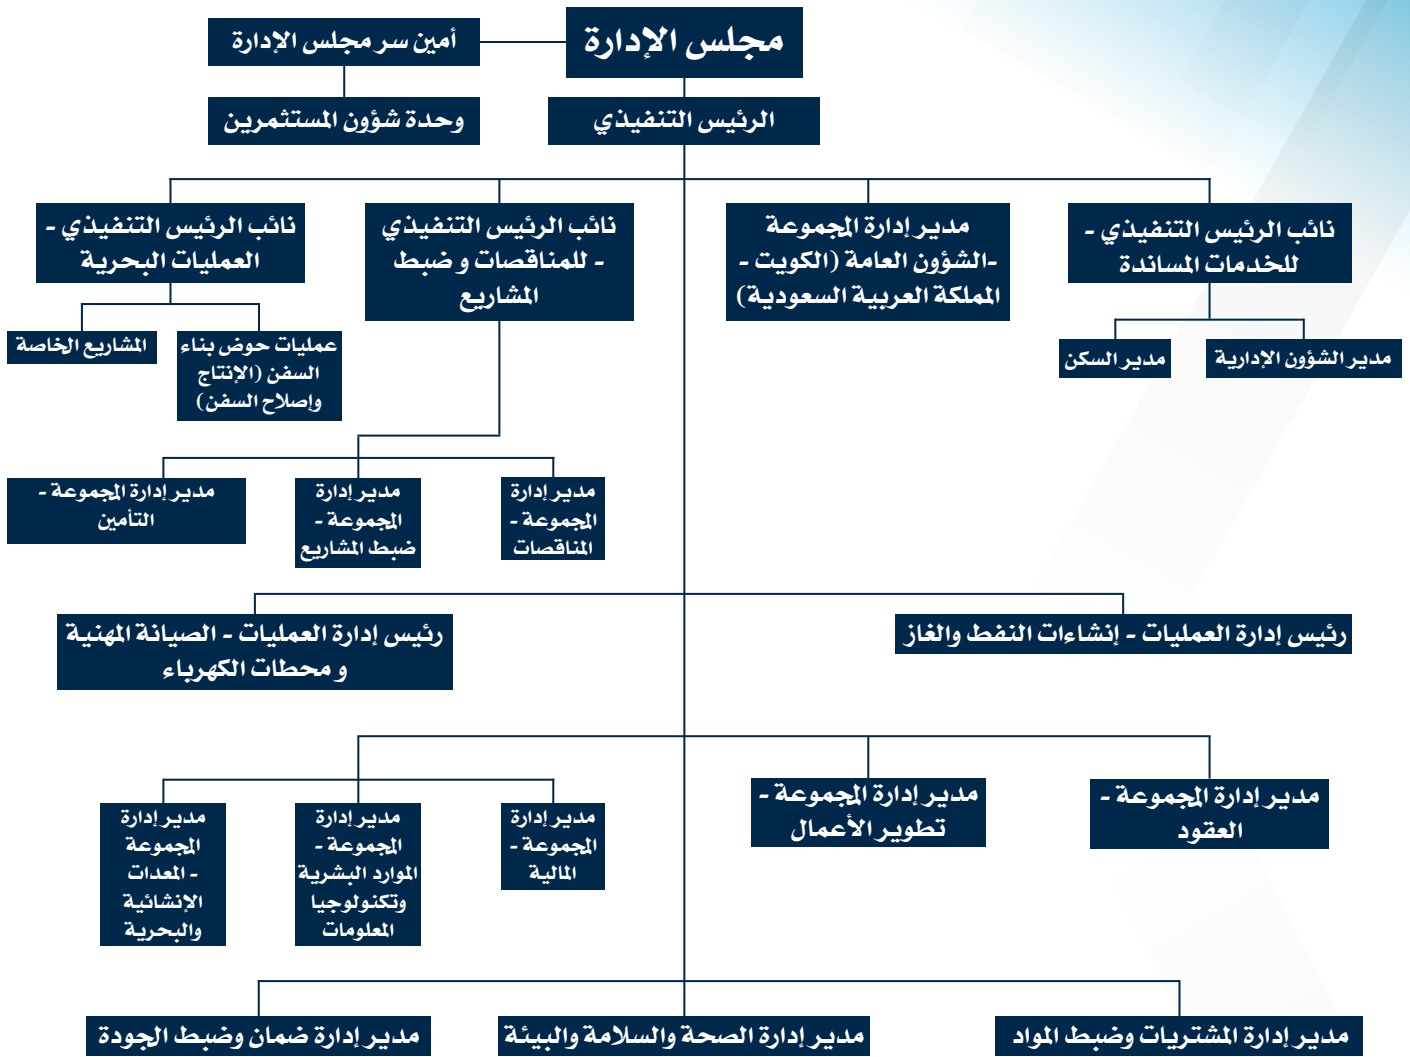 مجلس الإدارة
أمين سر مجلس الإدارة
الرئيس التنفيذي
وحدة شؤون المستثمرين
نائب الرئيس التنفيذي -
للخدمات المساندة
مدير إدارة المجموعة
-الشؤون العامة (الكويت -
المملكة العربية السعودية)
نائب الرئيس التنفيذي
- للمناقصات و ضبط
المشاريع
نائب الرئيس التنفيذي -
العمليات البحرية
مدير الشؤون الإدارية
مدير السكن
عمليات حوض بناء
السفن (الإنتاج
وإصلاح السفن)
المشاريع الخاصة
مدير إدارة
المجموعة -
المناقصات
مدير إدارة
المجموعة -
ضبط المشاريع
مدير إدارة المجموعة -
التأمين
رئيس إدارة العمليات - إنشاءات النفط والغاز
رئيس إدارة العمليات - الصيانة المهنية
و محطات الكهرباء
مدير إدارة المجموعة -
العقود
مدير إدارة المجموعة -
تطوير الأعمال
مدير إدارة
المجموعة -
المالية
مدير إدارة
المجموعة -
الموارد البشرية
وتكنولوجيا
المعلومات
مدير إدارة
المجموعة
- المعدات
الإنشائية
والبحرية
مدير إدارة المشتريات وضبط المواد
مدير إدارة الصحة والسلامة والبيئة
مدير إدارة ضمان وضبط الجودة